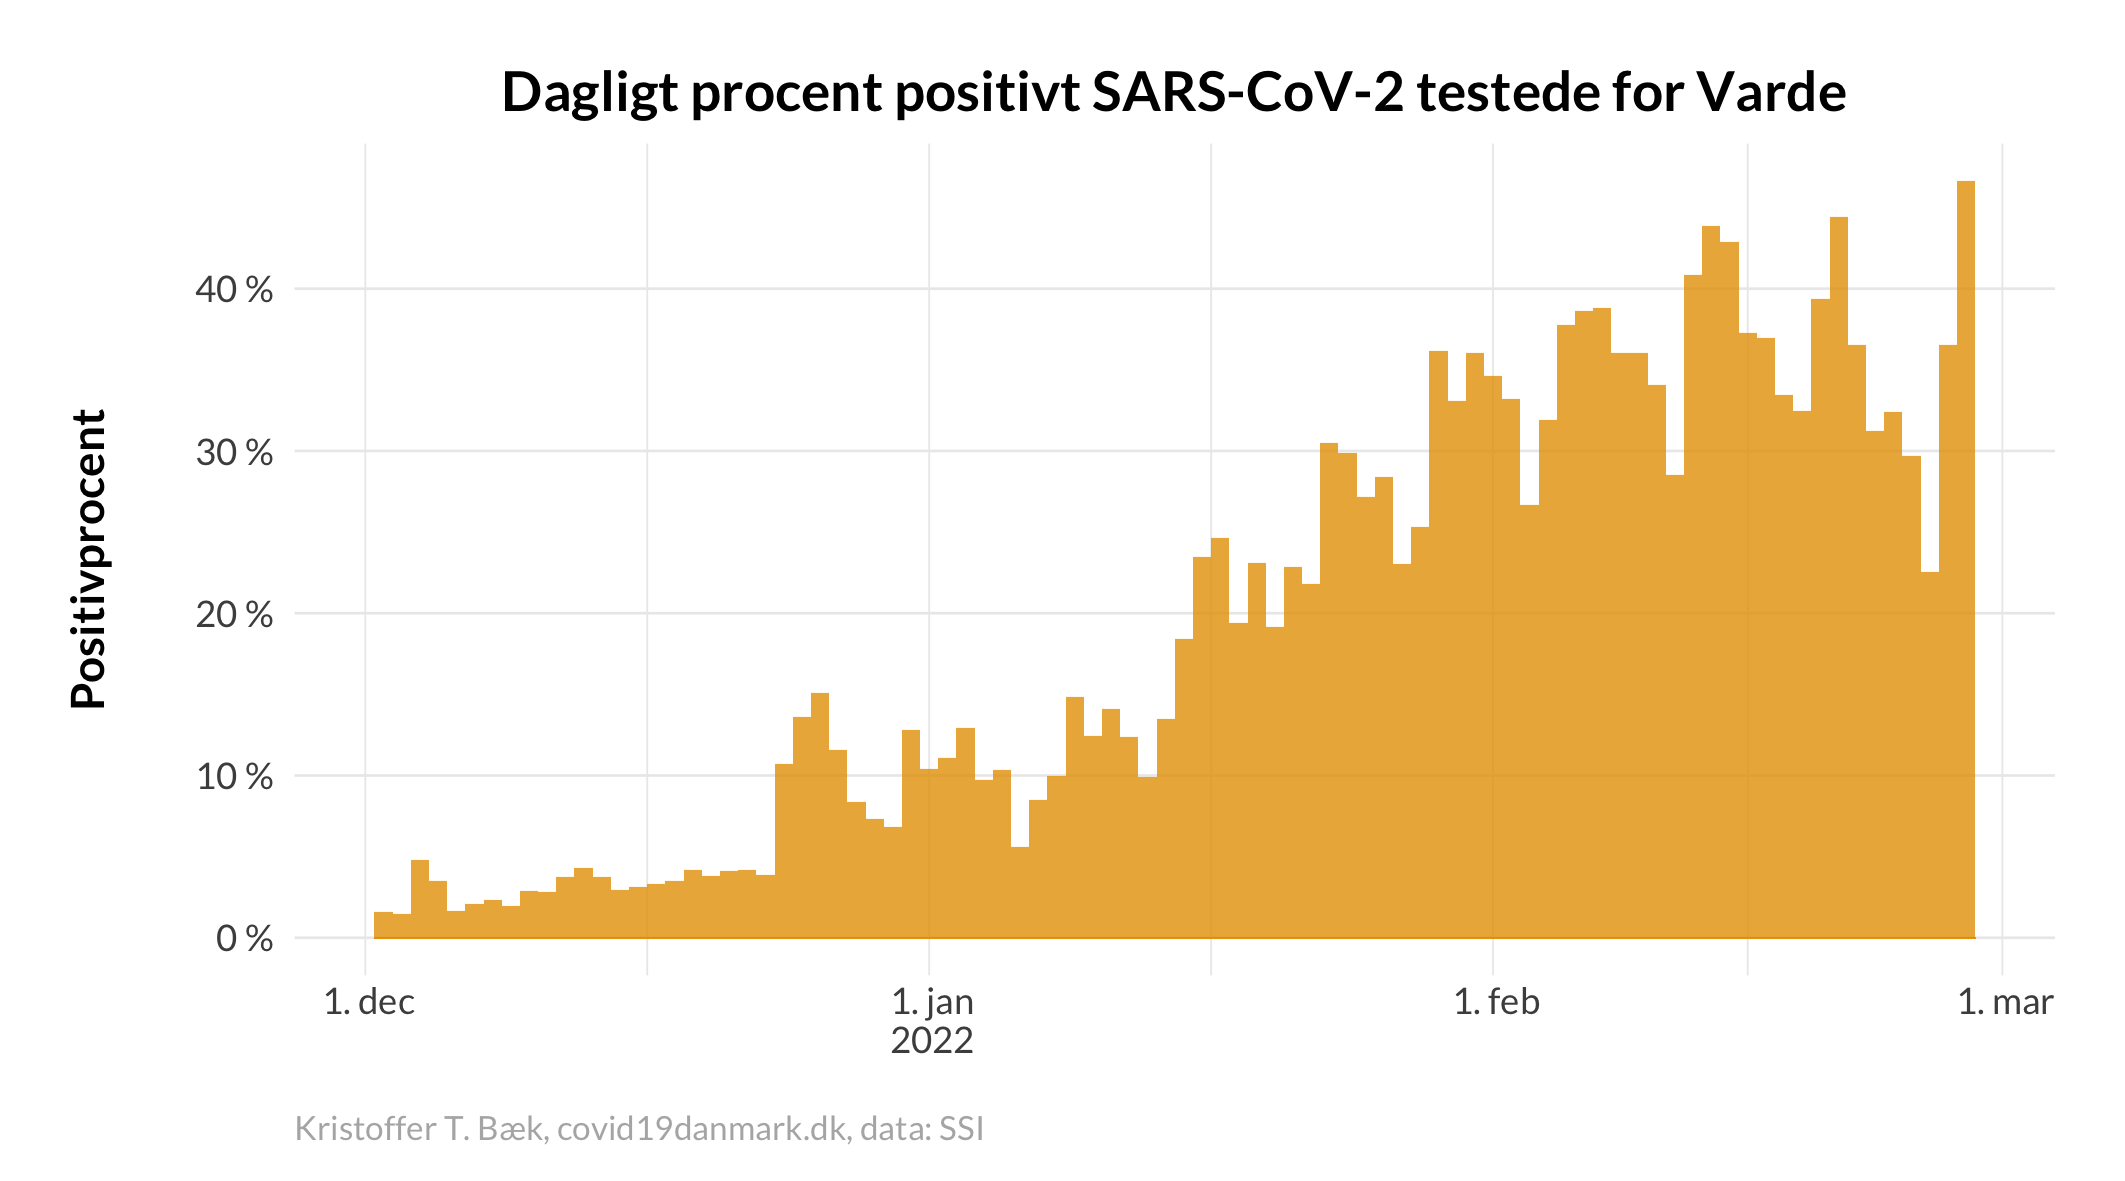 Dagligt procent positivt SARS-CoV-2 testede for Varde
Positivprocent
40 %
30 %
20 %
10 %
0 %
1. dec
1. jan
2022
1. feb
1. mar
Kristoffer T. Bæk, covid19danmark.dk, data: SSI